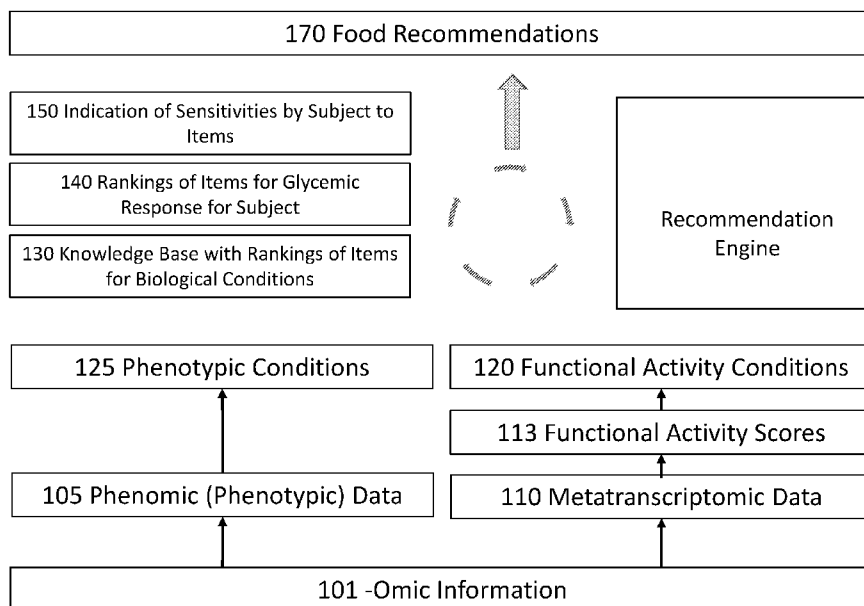 170 Food Recommendations
150 Indication of Sensitivities by Subject to
Items
140 Rankings of Items for Glycemic
Response for Subject
130 Knowledge Base with Rankings of Items
for Biological Conditions
Recommendation
Engine
125 Phenotypic Conditions
120 Functional Activity Conditions
113 Functional Activity Scores
105 Phenomic (Phenotypic) Data
110 Metatranscriptomic Data
101 -Omic Information